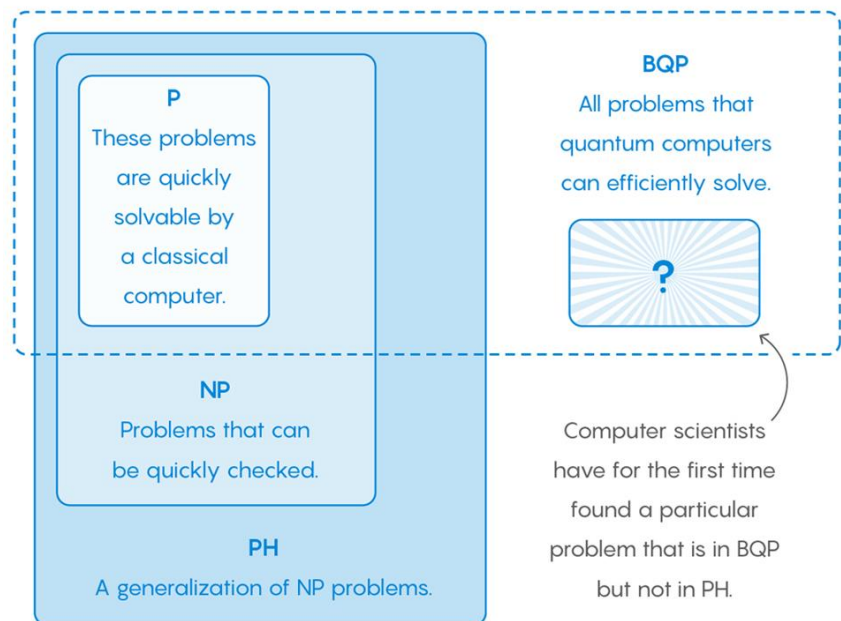 P
These problems
are quickly
solvable by
a classical
computer.
BQP
All problems that
quantum computers
can efficiently solve.
?
NP
Problems that can
be quickly checked.
PH
A generalization of NP problems.
Computer scientists
have for the first time
found a particular
problem that is in BQP
but not in PH.